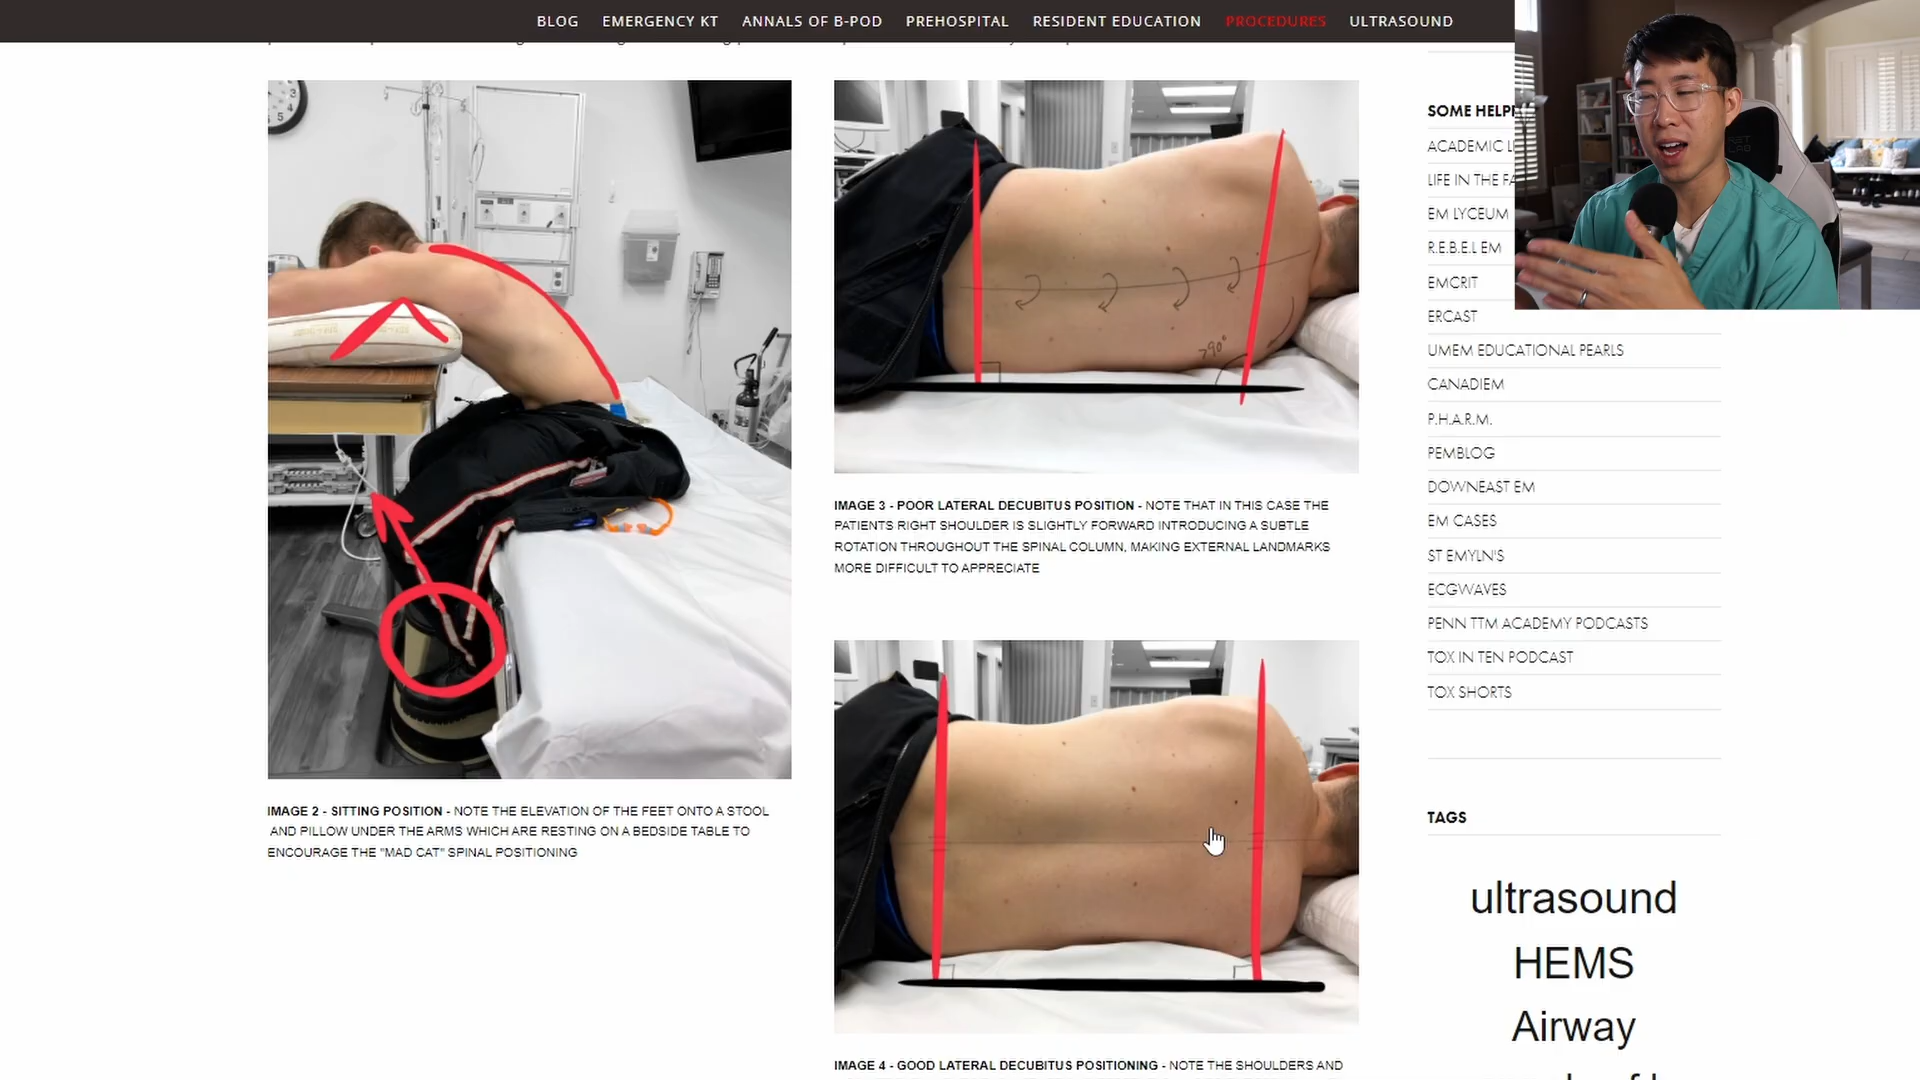 BLOG EMERGENCY KT ANNALS OF B-POD PREHOSPITAL RESIDENT EDUCATION PROCEDURES ULTRASOUND
>90°
IMAGE 2 - SITTING POSITION - NOTE THE ELEVATION OF THE FEET ONTO A STOOL
AND PILLOW UNDER THE ARMS WHICH ARE RESTING ON A BEDSIDE TABLE TO
ENCOURAGE THE "MAD CAT" SPINAL POSITIONING
IMAGE 3 - POOR LATERAL DECUBITUS POSITION - NOTE THAT IN THIS CASE THE
PATIENTS RIGHT SHOULDER IS SLIGHTLY FORWARD INTRODUCING A SUBTLE
ROTATION THROUGHOUT THE SPINAL COLUMN, MAKING EXTERNAL LANDMARKS
MORE DIFFICULT TO APPRECIATE
IMAGE 4 - GOOD LATERAL DECUBITUS POSITIONING - NOTE THE SHOULDERS AND
SOME
ACADEMIC
LIFE IN THE
EM LYCEUM
R.E.B.E.L EM
EMCRIT
ERCAST
UMEM EDUCATIONAL PEARLS
CANADIEM
P.H.A.R.M.
PEMBLOG
DOWNEAST EM
EM CASES
ST EMYLN'S
ECGWAVES
PENN TTM ACADEMY PODCASTS
TOX IN TEN PODCAST
TOX SHORTS
TAGS
ultrasound
HEMS
Airway